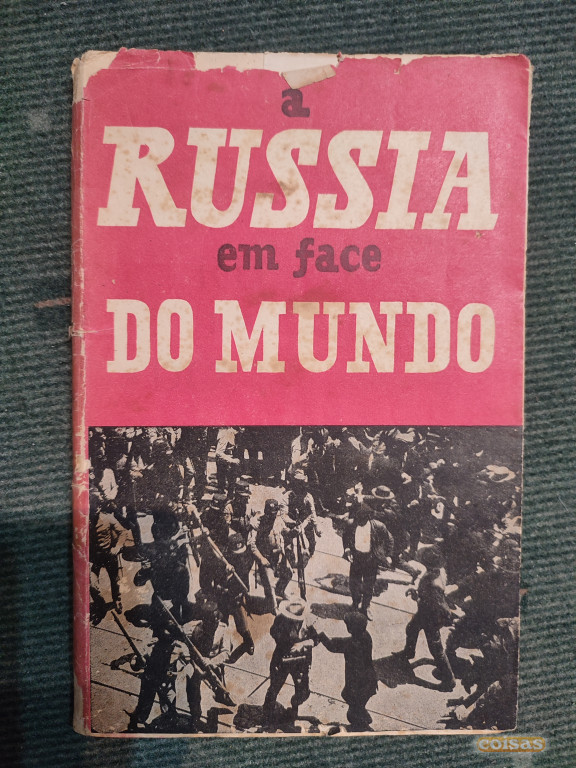 a
RUSSIA
em face
DO MUNDO
coisas